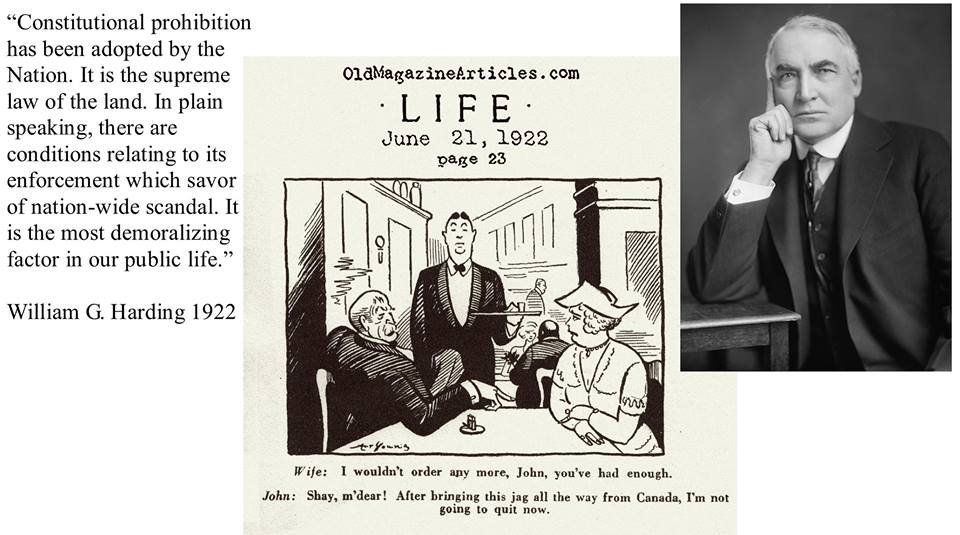 “Constitutional prohibition
has been adopted by the
Nation. It is the supreme
law of the land. In plain
speaking, there are
conditions relating to its
enforcement which savor
of nation-wide scandal. It
is the most demoralizing
factor in our public life.”
William G. Harding 1922
OldMagazineArticles.com
· LIFE ·
June 21, 1922
page 23
Art Young
Wife: I wouldn't order any more, John, you've had enough.
John: Shay, m'dear! After bringing this jag all the way from Canada, I'm not
going to quit now.